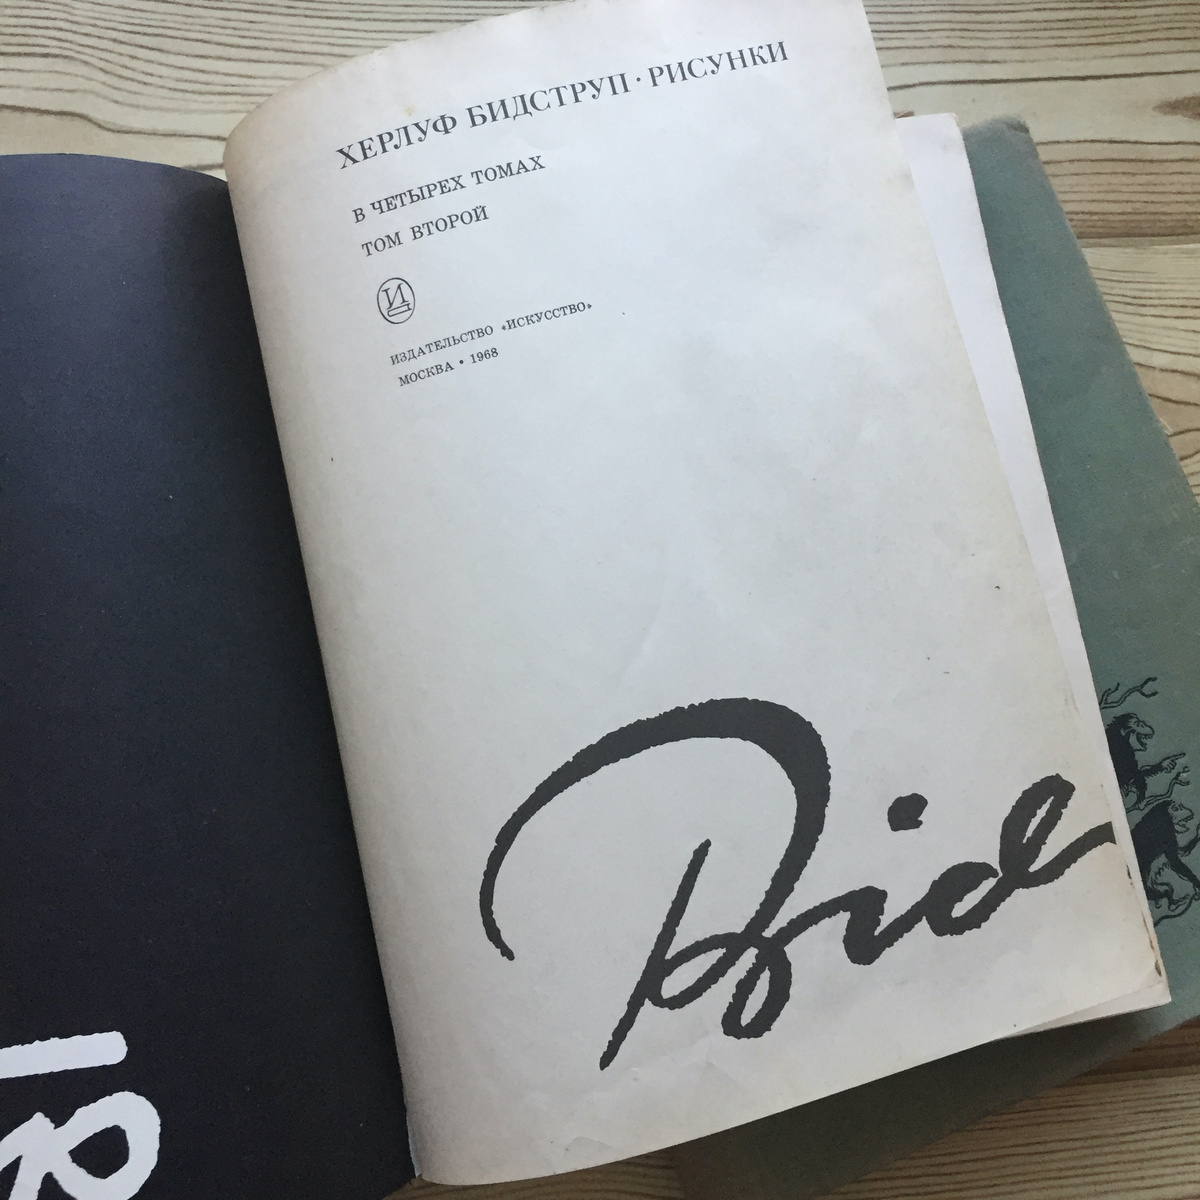 ХЕРЛУФ БИДСТРУП · РИСУНКИ
В ЧЕТЫРЕХ ТОМАХ
ТОМ ВТОРОЙ
И
ИЗДАТЕЛЬСТВО «ИСКУССТВО»
МОСКВА • 1968
Bid